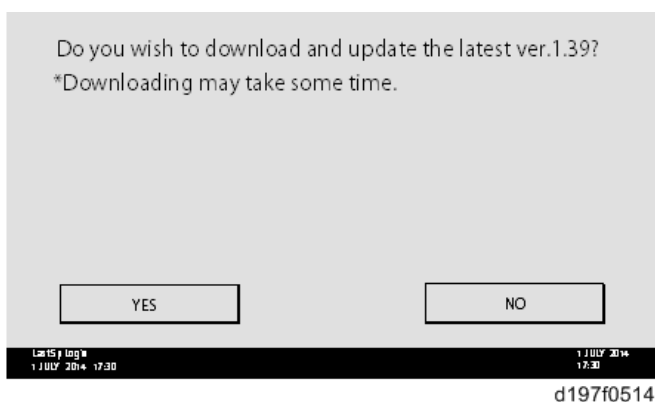 Do you wish to download and update the latest ver.1.39?
*Downloading may take some time.
YES
NO
1 JULY 2014 17:30
1 JULY 2014
17:30
d197f0514